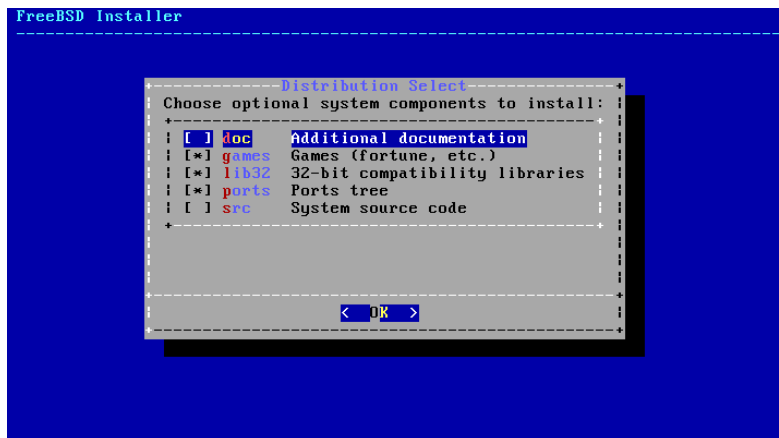 FreeBSD Installer
Distribution Select
Choose optional system components to install:
[ ] doc Additional documentation
[*] games Games (fortune, etc.)
[*] lib32 32-bit compatibility libraries
[*] ports Ports tree
[ ] src System source code
< OK >